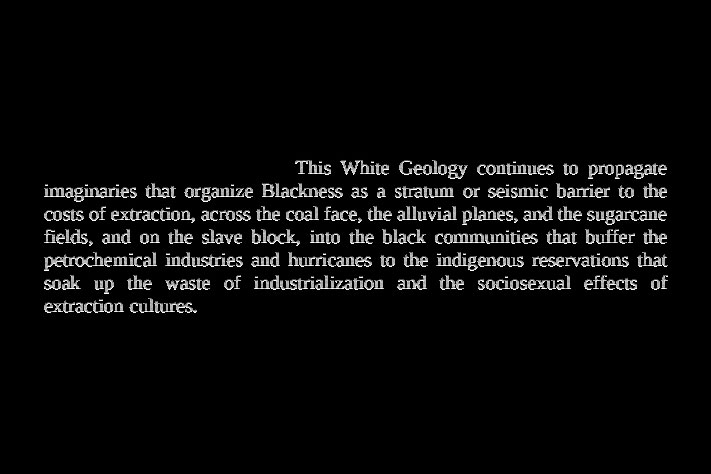 This White Geology continues to propagate
imaginaries that organize Blackness as a stratum or seismic barrier to the
costs of extraction, across the coal face, the alluvial planes, and the sugarcane
fields, and on the slave block, into the black communities that buffer the
petrochemical industries and hurricanes to the indigenous reservations that
soak up the waste of industrialization and the sociosexual effects of
extraction cultures.